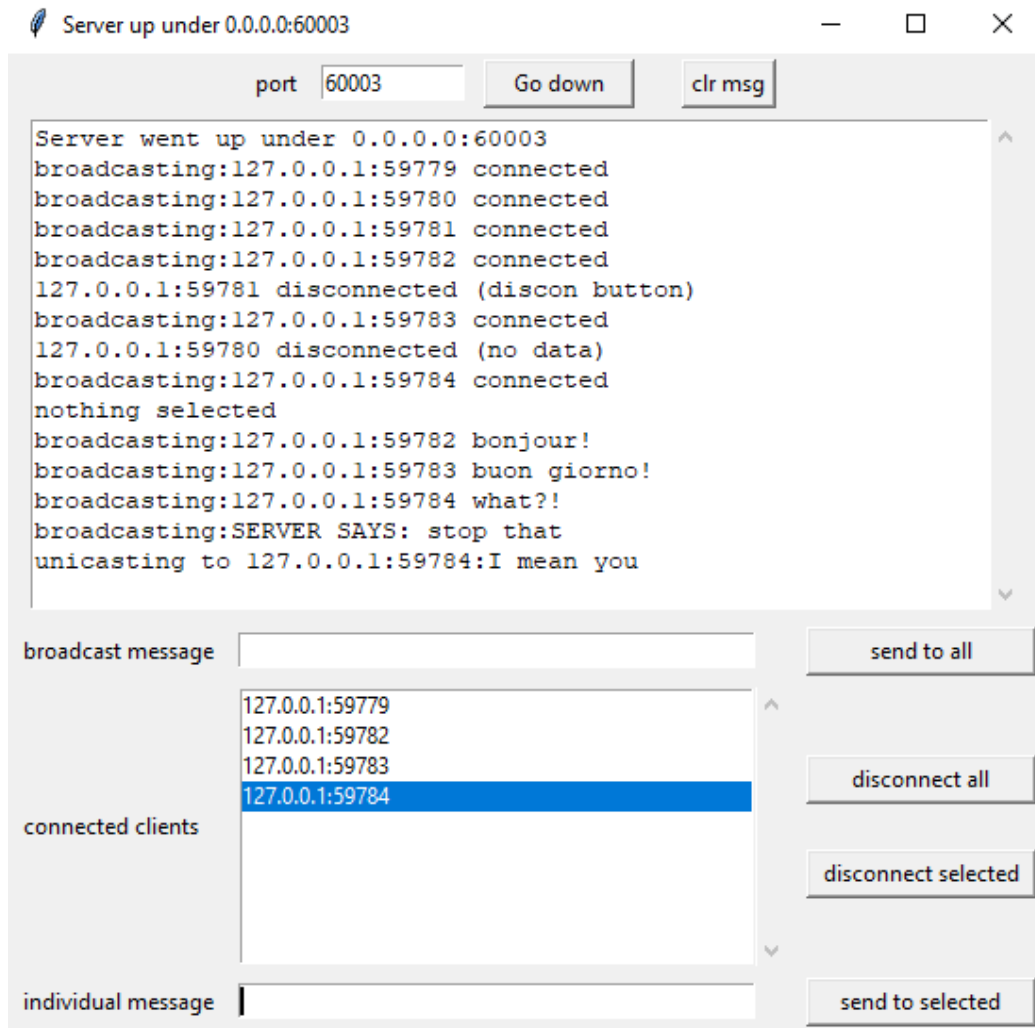 Server up under 0.0.0.0:60003
port 60003 Go down clr msg
Server went up under 0.0.0.0:60003
broadcasting:127.0.0.1:59779 connected
broadcasting:127.0.0.1:59780 connected
broadcasting:127.0.0.1:59781 connected
broadcasting:127.0.0.1:59782 connected
127.0.0.1:59781 disconnected (discon button)
broadcasting:127.0.0.1:59783 connected
127.0.0.1:59780 disconnected (no data)
broadcasting:127.0.0.1:59784 connected
nothing selected
broadcasting:127.0.0.1:59782 bonjour!
broadcasting:127.0.0.1:59783 buon giorno!
broadcasting:127.0.0.1:59784 what?!
broadcasting:SERVER SAYS: stop that
unicasting to 127.0.0.1:59784:I mean you
broadcast message send to all
127.0.0.1:59779
127.0.0.1:59782
127.0.0.1:59783
127.0.0.1:59784
disconnect all
connected clients
disconnect selected
individual message send to selected